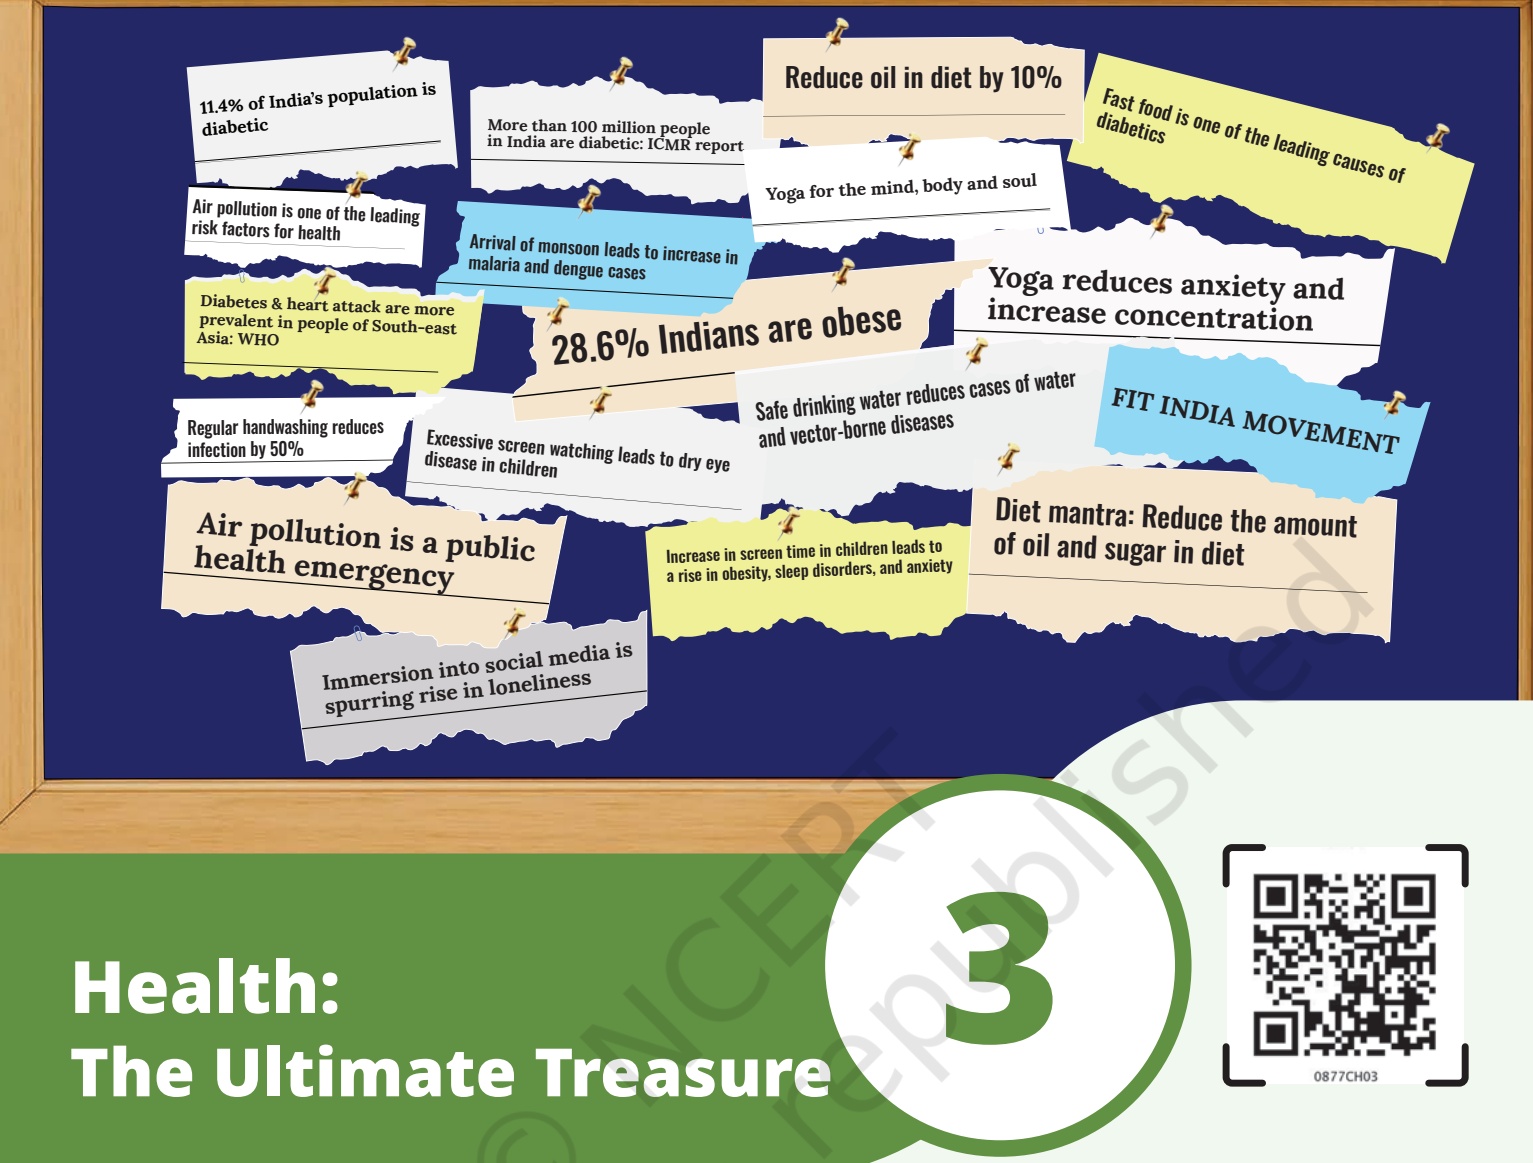 11.4% of India's population is
diabetic
More than 100 million people
in India are diabetic: ICMR report
Reduce oil in diet by 10%
Fast food is one of the leading causes of
diabetics
Yoga for the mind, body and soul
Air pollution is one of the leading
risk factors for health
Arrival of monsoon leads to increase in
malaria and dengue cases
Yoga reduces anxiety and
increase concentration
Diabetes & heart attack are more
prevalent in people of South-east
Asia: WHO
28.6% Indians are obese
Safe drinking water reduces cases of water
and vector-borne diseases
FIT INDIA MOVEMENT
Regular handwashing reduces
infection by 50%
Excessive screen watching leads to dry eye
disease in children
Air pollution is a public
health emergency
Increase in screen time in children leads to
a rise in obesity, sleep disorders, and anxiety
Diet mantra: Reduce the amount
of oil and sugar in diet
Immersion into social media is
spurring rise in loneliness
Health:
The Ultimate Treasure
3
0877CH03
© NCERT
republished